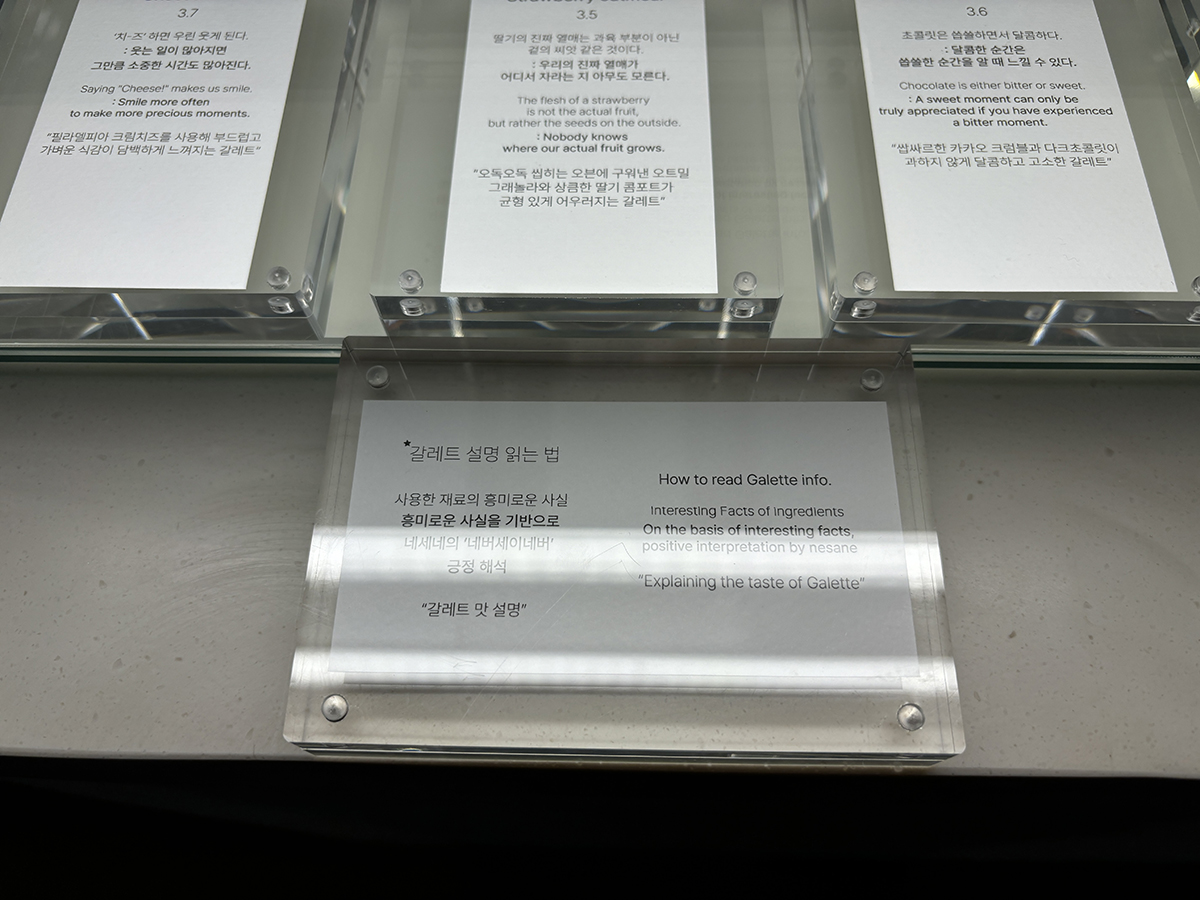 3.7
‘치-즈’ 하면 우린 웃게 된다.
: 웃는 일이 많아지면
그만큼 소중한 시간도 많아진다.
Saying “Cheese!” makes us smile.
: Smile more often
to make more precious moments.
“필라델피아 크림치즈를 사용해 부드럽고
가벼운 식감이 담백하게 느껴지는 갈레트”
Strawberry oatmeal
3.5
딸기의 진짜 열매는 과육 부분이 아닌
겉의 씨앗 같은 것이다.
: 우리의 진짜 열매가
어디서 자라는 지 아무도 모른다.
The flesh of a strawberry
is not the actual fruit,
but rather the seeds on the outside.
: Nobody knows
where our actual fruit grows.
“오독오독 씹히는 오븐에 구워낸 오트밀
그래놀라와 상큼한 딸기 콤포트가
균형 있게 어우러지는 갈레트”
3.6
초콜릿은 씁쓸하면서 달콤하다.
: 달콤한 순간은
씁쓸한 순간을 알 때 느낄 수 있다.
Chocolate is either bitter or sweet.
: A sweet moment can only be
truly appreciated if you have experienced
a bitter moment.
“쌉싸르한 카카오 크럼블과 다크초콜릿이
과하지 않게 달콤하고 고소한 갈레트”
★갈레트 설명 읽는 법
사용한 재료의 흥미로운 사실
흥미로운 사실을 기반으로
네세네의 ‘네버세이네버’
긍정 해석
“갈레트 맛 설명”
How to read Galette info.
Interesting Facts of Ingredients
On the basis of interesting facts,
positive interpretation by nesane
“Explaining the taste of Galette”